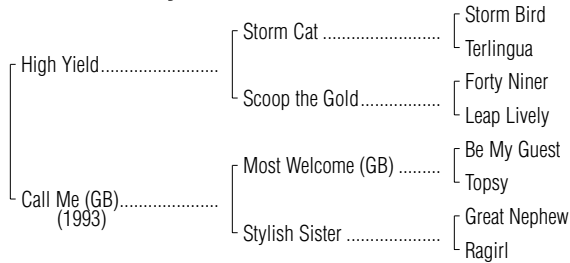 Storm Bird
Storm Cat ......................
Terlingua
High Yield.......................
Forty Niner
Scoop the Gold...............
Leap Lively
Be My Guest
Most Welcome (GB) ........
Topsy
Call Me (GB)...................
(1993)
Great Nephew
Stylish Sister .................
Ragirl